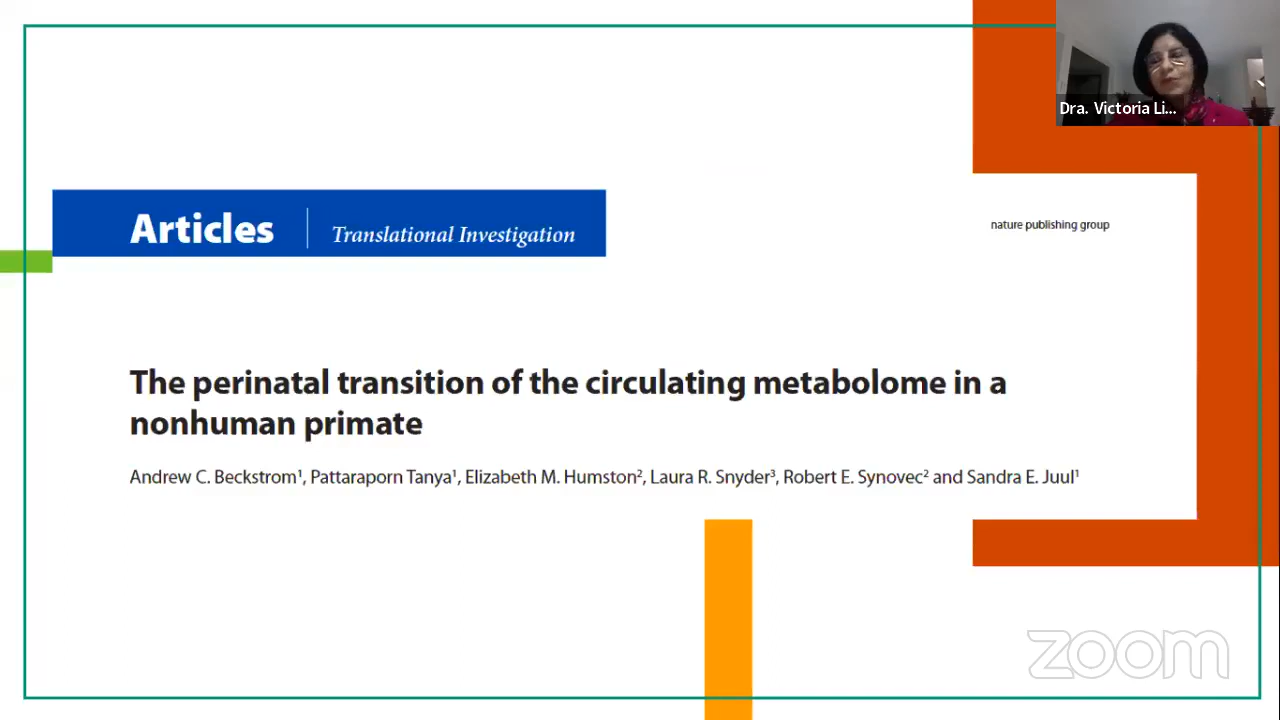 Dra. Victoria Li...
Articles
Translational Investigation
nature publishing group
The perinatal transition of the circulating metabolome in a
nonhuman primate
Andrew C. Beckstrom¹, Pattaraporn Tanya¹, Elizabeth M. Humston², Laura R. Snyder³, Robert E. Synovec² and Sandra E. Juul¹
zoom